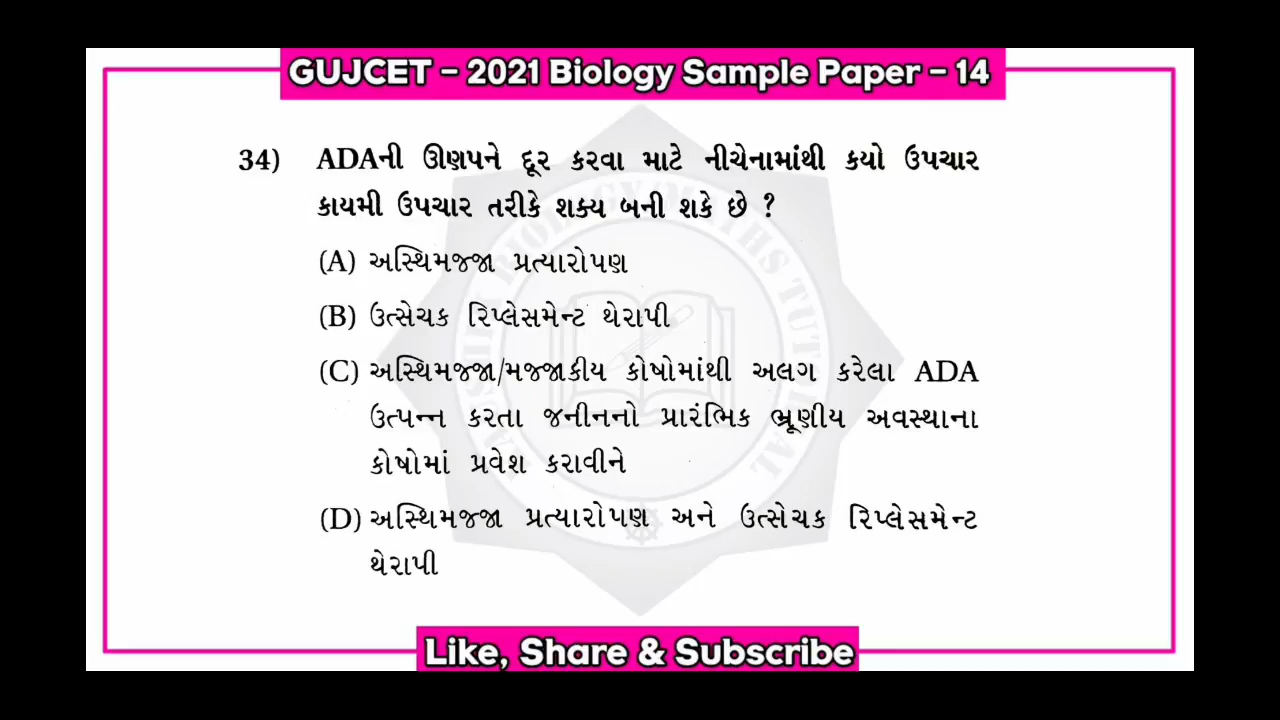 GUJCET – 2021 Biology Sample Paper – 14
34) ADAની ઊણપને દૂર કરવા માટે નીચેનામાંથી કયો ઉપચાર
કાયમી ઉપચાર તરીકે શક્ય બની શકે છે ?
(A) અસ્થિમજ્જા પ્રત્યારોપણ
(B) ઉત્સેચક રિપ્લેસમેન્ટ થેરાપી
(C) અસ્થિમજ્જા/મજ્જાકીય કોષોમાંથી અલગ કરેલા ADA
ઉત્પન્ન કરતા જનીનનો પ્રારંભિક ભ્રૂણીય અવસ્થાના
કોષોમાં પ્રવેશ કરાવીને
(D) અસ્થિમજ્જા પ્રત્યારોપણ અને ઉત્સેચક રિપ્લેસમેન્ટ
થેરાપી
Like, Share & Subscribe